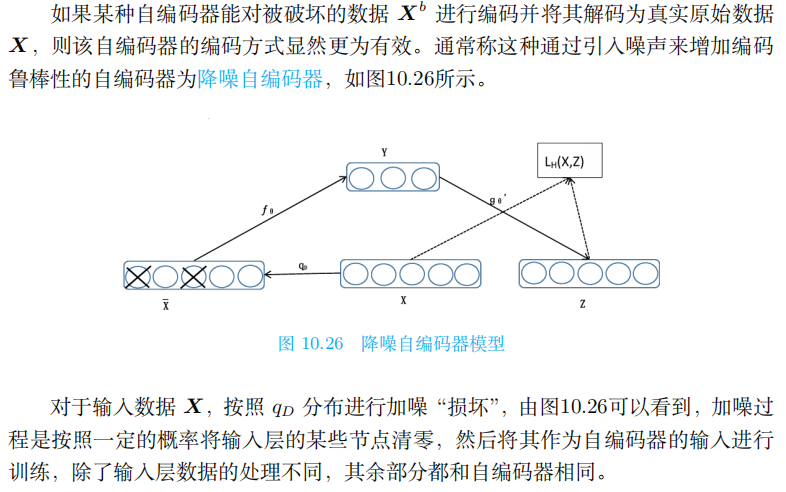 如果某种自编码器能对被破坏的数据 X^b 进行编码并将其解码为真实原始数据
X，则该自编码器的编码方式显然更为有效。通常称这种通过引入噪声来增加编码
鲁棒性的自编码器为降噪自编码器，如图10.26所示。
Y
L_H(X,Z)
g_θ'
f_θ
q_D
X̄
X
Z
图 10.26 降噪自编码器模型
对于输入数据 X，按照 q_D 分布进行加噪“损坏”，由图10.26可以看到，加噪过
程是按照一定的概率将输入层的某些节点清零，然后将其作为自编码器的输入进行
训练，除了输入层数据的处理不同，其余部分都和自编码器相同。